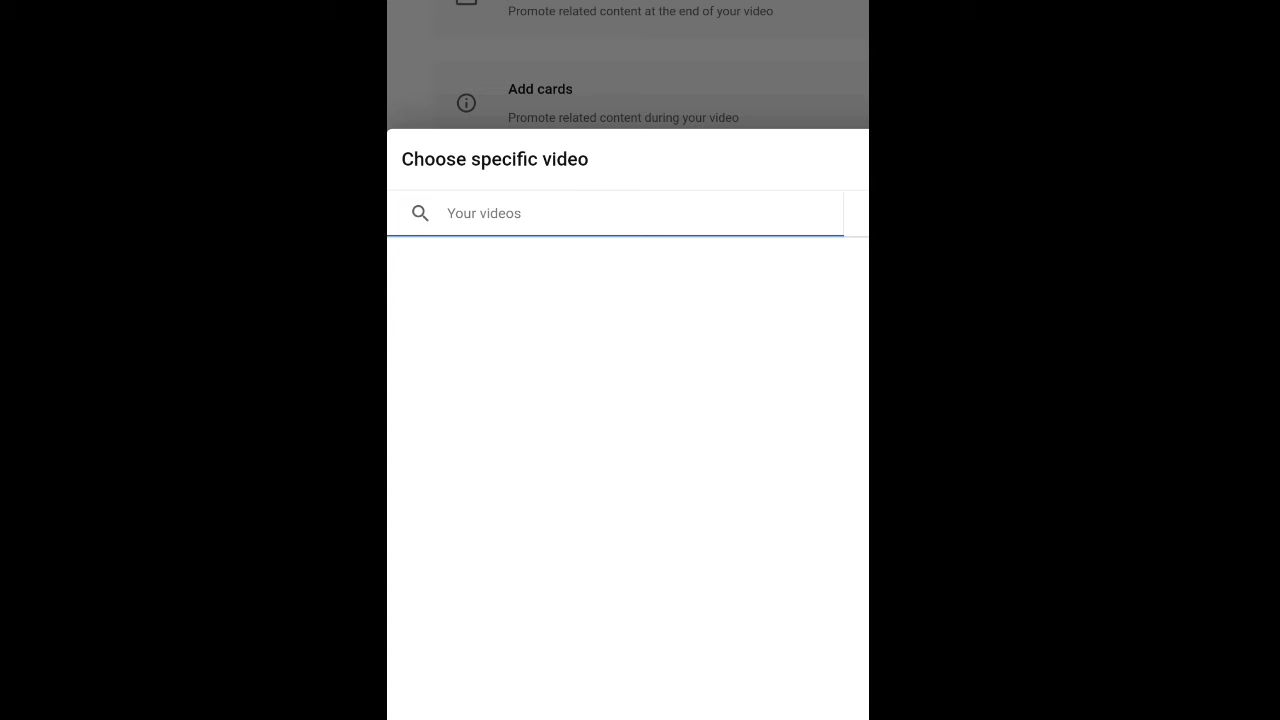 Promote related content at the end of your video
Add cards
Promote related content during your video
Choose specific video
Your videos